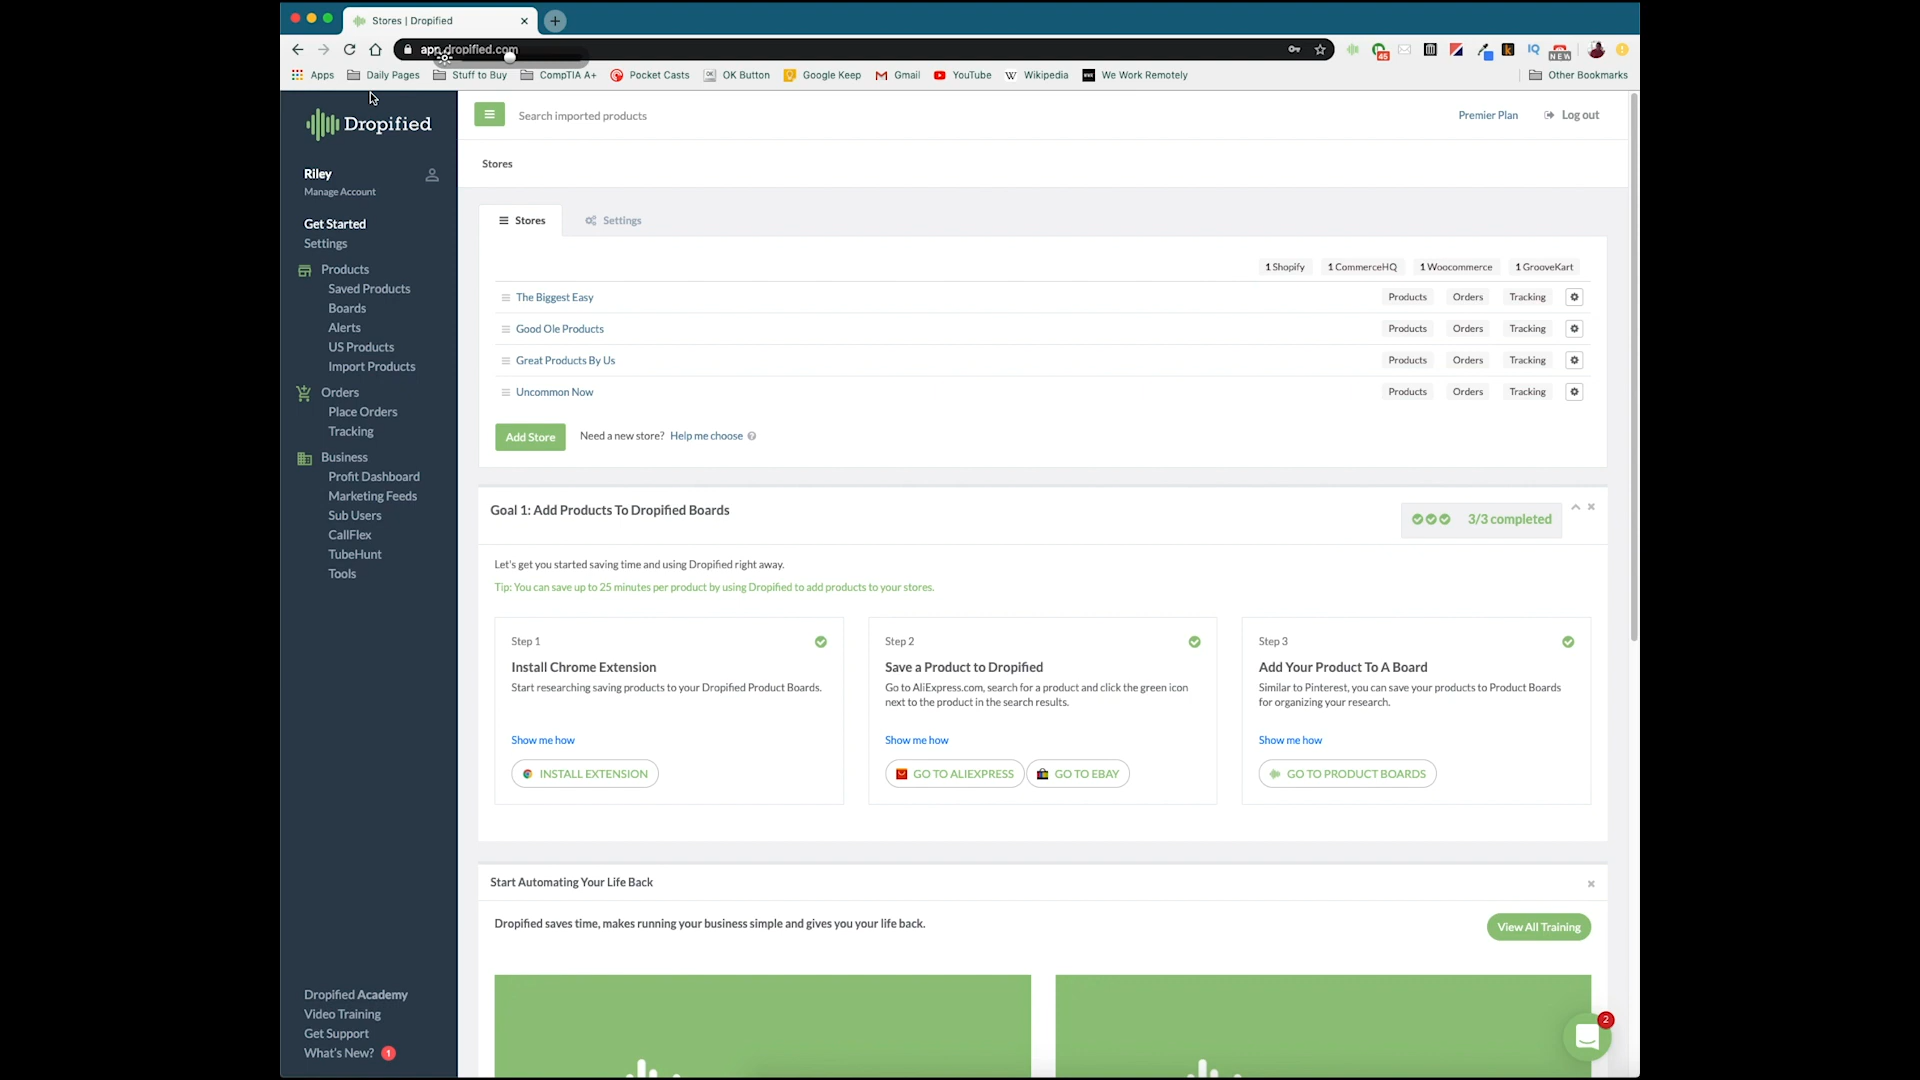 Stores | Dropified
app.dropified.com
45
IQ
NEW
Apps
Daily Pages
Stuff to Buy
CompTIA A+
Pocket Casts
OK Button
Google Keep
Gmail
YouTube
Wikipedia
We Work Remotely
Other Bookmarks
Dropified
Search imported products
Premier Plan
Log out
Stores
Riley
Manage Account
Get Started
Settings
Products
Saved Products
Boards
Alerts
US Products
Import Products
Orders
Place Orders
Tracking
Business
Profit Dashboard
Marketing Feeds
Sub Users
CallFlex
TubeHunt
Tools
Dropified Academy
Video Training
Get Support
What's New? 1
Stores
Settings
1 Shopify
1 CommerceHQ
1 Woocommerce
1 GrooveKart
The Biggest Easy Products Orders Tracking
Good Ole Products Products Orders Tracking
Great Products By Us Products Orders Tracking
Uncommon Now Products Orders Tracking
Add Store
Need a new store? Help me choose
Goal 1: Add Products To Dropified Boards
3/3 completed
Let's get you started saving time and using Dropified right away.
Tip: You can save up to 25 minutes per product by using Dropified to add products to your stores.
Step 1
Install Chrome Extension
Start researching saving products to your Dropified Product Boards.
Show me how
INSTALL EXTENSION
Step 2
Save a Product to Dropified
Go to AliExpress.com, search for a product and click the green icon
next to the product in the search results.
Show me how
GO TO ALIEXPRESS
GO TO EBAY
Step 3
Add Your Product To A Board
Similar to Pinterest, you can save your products to Product Boards
for organizing your research.
Show me how
GO TO PRODUCT BOARDS
Start Automating Your Life Back
Dropified saves time, makes running your business simple and gives you your life back.
View All Training
2